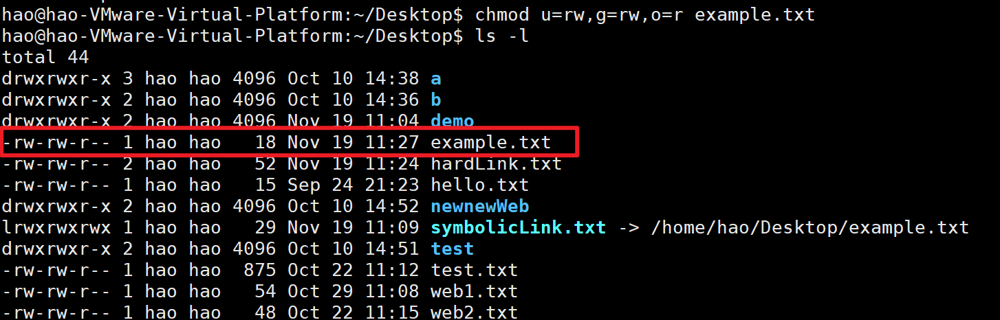 hao@hao-VMware-Virtual-Platform:~/Desktop$ chmod u=rw,g=rw,o=r example.txt
hao@hao-VMware-Virtual-Platform:~/Desktop$ ls -l
total 44
drwxrwxr-x 3 hao hao 4096 Oct 10 14:38 a
drwxrwxr-x 2 hao hao 4096 Oct 10 14:36 b
drwxrwxr-x 2 hao hao 4096 Nov 19 11:04 demo
-rw-rw-r-- 1 hao hao   18 Nov 19 11:27 example.txt
-rw-rw-r-- 2 hao hao   52 Nov 19 11:24 hardLink.txt
-rw-rw-r-- 1 hao hao   15 Sep 24 21:23 hello.txt
drwxrwxr-x 2 hao hao 4096 Oct 10 14:52 newnewWeb
lrwxrwxrwx 1 hao hao   29 Nov 19 11:09 symbolicLink.txt -> /home/hao/Desktop/example.txt
drwxrwxr-x 2 hao hao 4096 Oct 10 14:51 test
-rw-rw-r-- 1 hao hao  875 Oct 22 11:12 test.txt
-rw-rw-r-- 1 hao hao   54 Oct 29 11:08 web1.txt
-rw-rw-r-- 1 hao hao   48 Oct 22 11:15 web2.txt